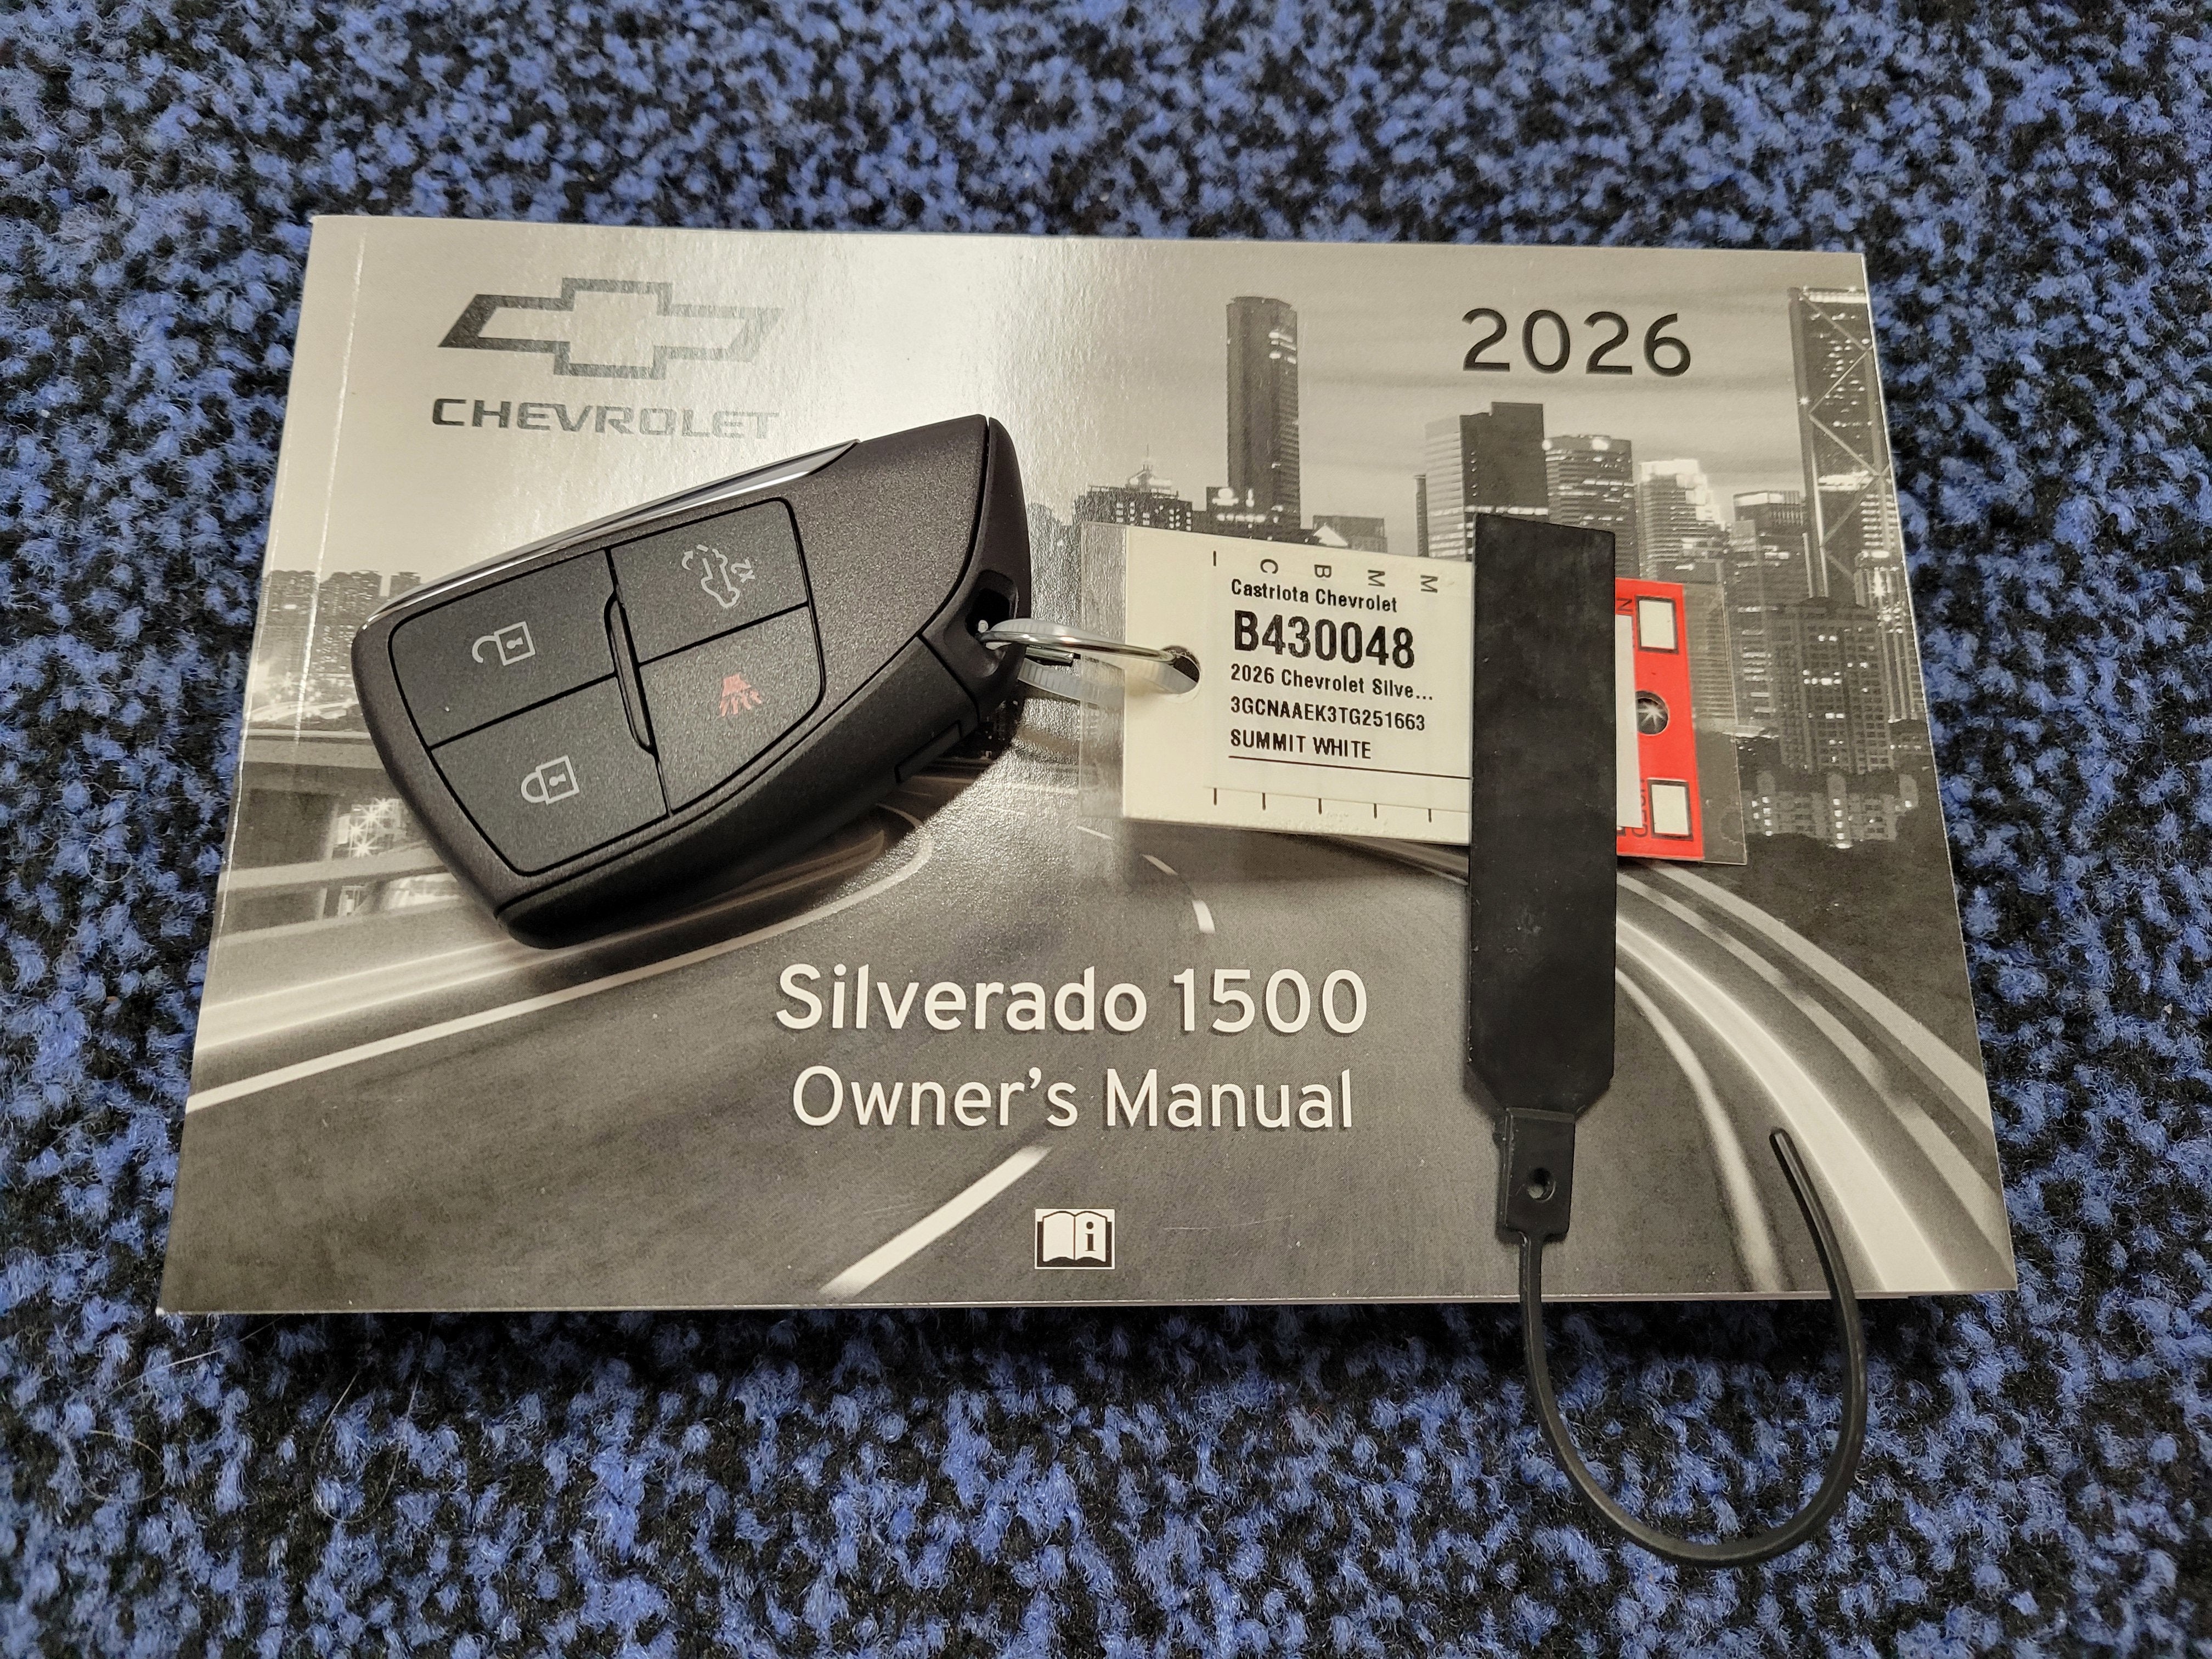 CHEVROLET
2026
I C B M M
Castriota Chevrolet
B430048
2026 Chevrolet Silve...
3GCNAAEK3TG251663
SUMMIT WHITE
Silverado 1500
Owner's Manual
i